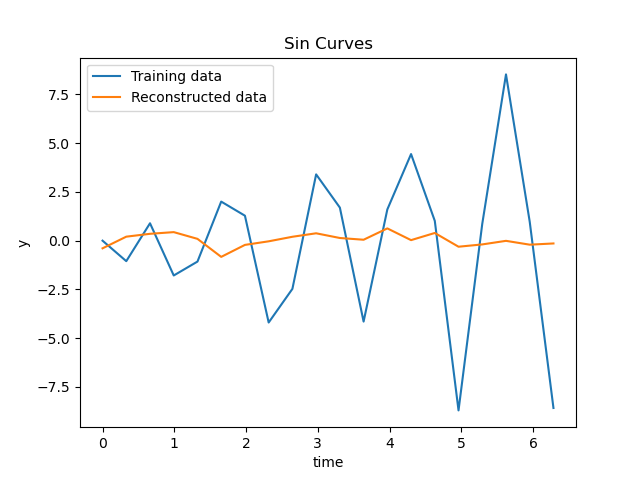 Sin Curves
Training data
Reconstructed data
7.5
5.0
2.5
0.0
−2.5
−5.0
−7.5
y
0 1 2 3 4 5 6
time